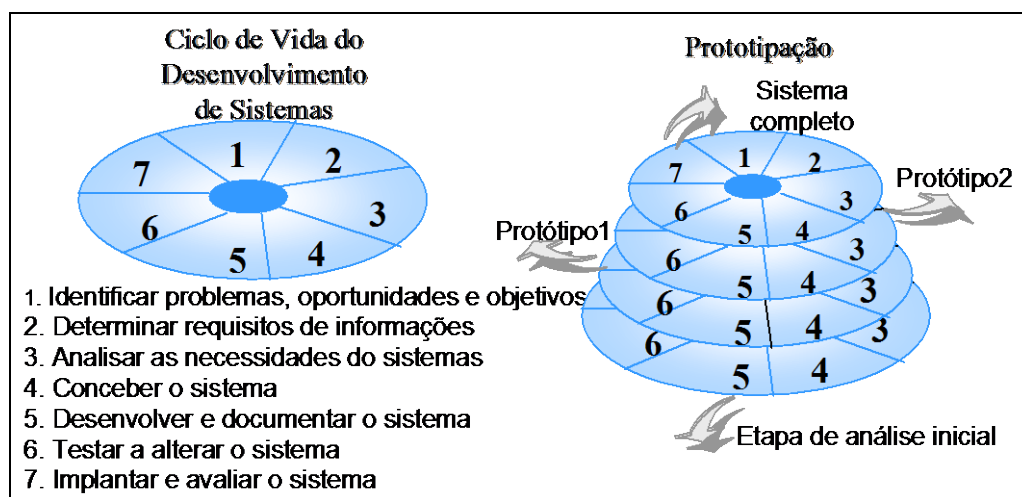 Ciclo de Vida do
Desenvolvimento
de Sistemas
1
2
3
4
5
6
7
1. Identificar problemas, oportunidades e objetivos
2. Determinar requisitos de informações
3. Analisar as necessidades do sistemas
4. Conceber o sistema
5. Desenvolver e documentar o sistema
6. Testar a alterar o sistema
7. Implantar e avaliar o sistema
Prototipação
Sistema
completo
Protótipo2
Protótipo1
1
2
3
4
5
6
7
3
4
5
6
3
4
5
6
3
4
5
6
Etapa de análise inicial